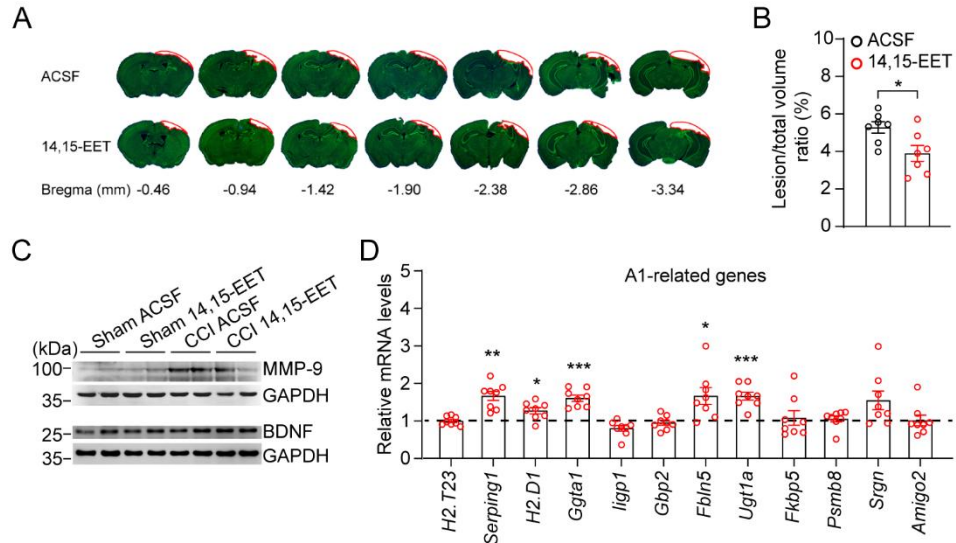 A
ACSF
14,15-EET
Bregma (mm) -0.46 -0.94 -1.42 -1.90 -2.38 -2.86 -3.34
B
ACSF
14,15-EET
Lesion/total volume
ratio (%)
10
8
6
4
2
0
*
C
Sham ACSF
Sham 14,15-EET
CCI ACSF
CCI 14,15-EET
(kDa)
100 MMP-9
35 GAPDH
25 BDNF
35 GAPDH
D
A1-related genes
Relative mRNA levels
5
4
3
2
1
0
** * *** * ***
H2.T23
Serping1
H2.D1
Ggta1
Iigp1
Gbp2
Fbln5
Ugt1a
Fkbp5
Psmb8
Srgn
Amigo2